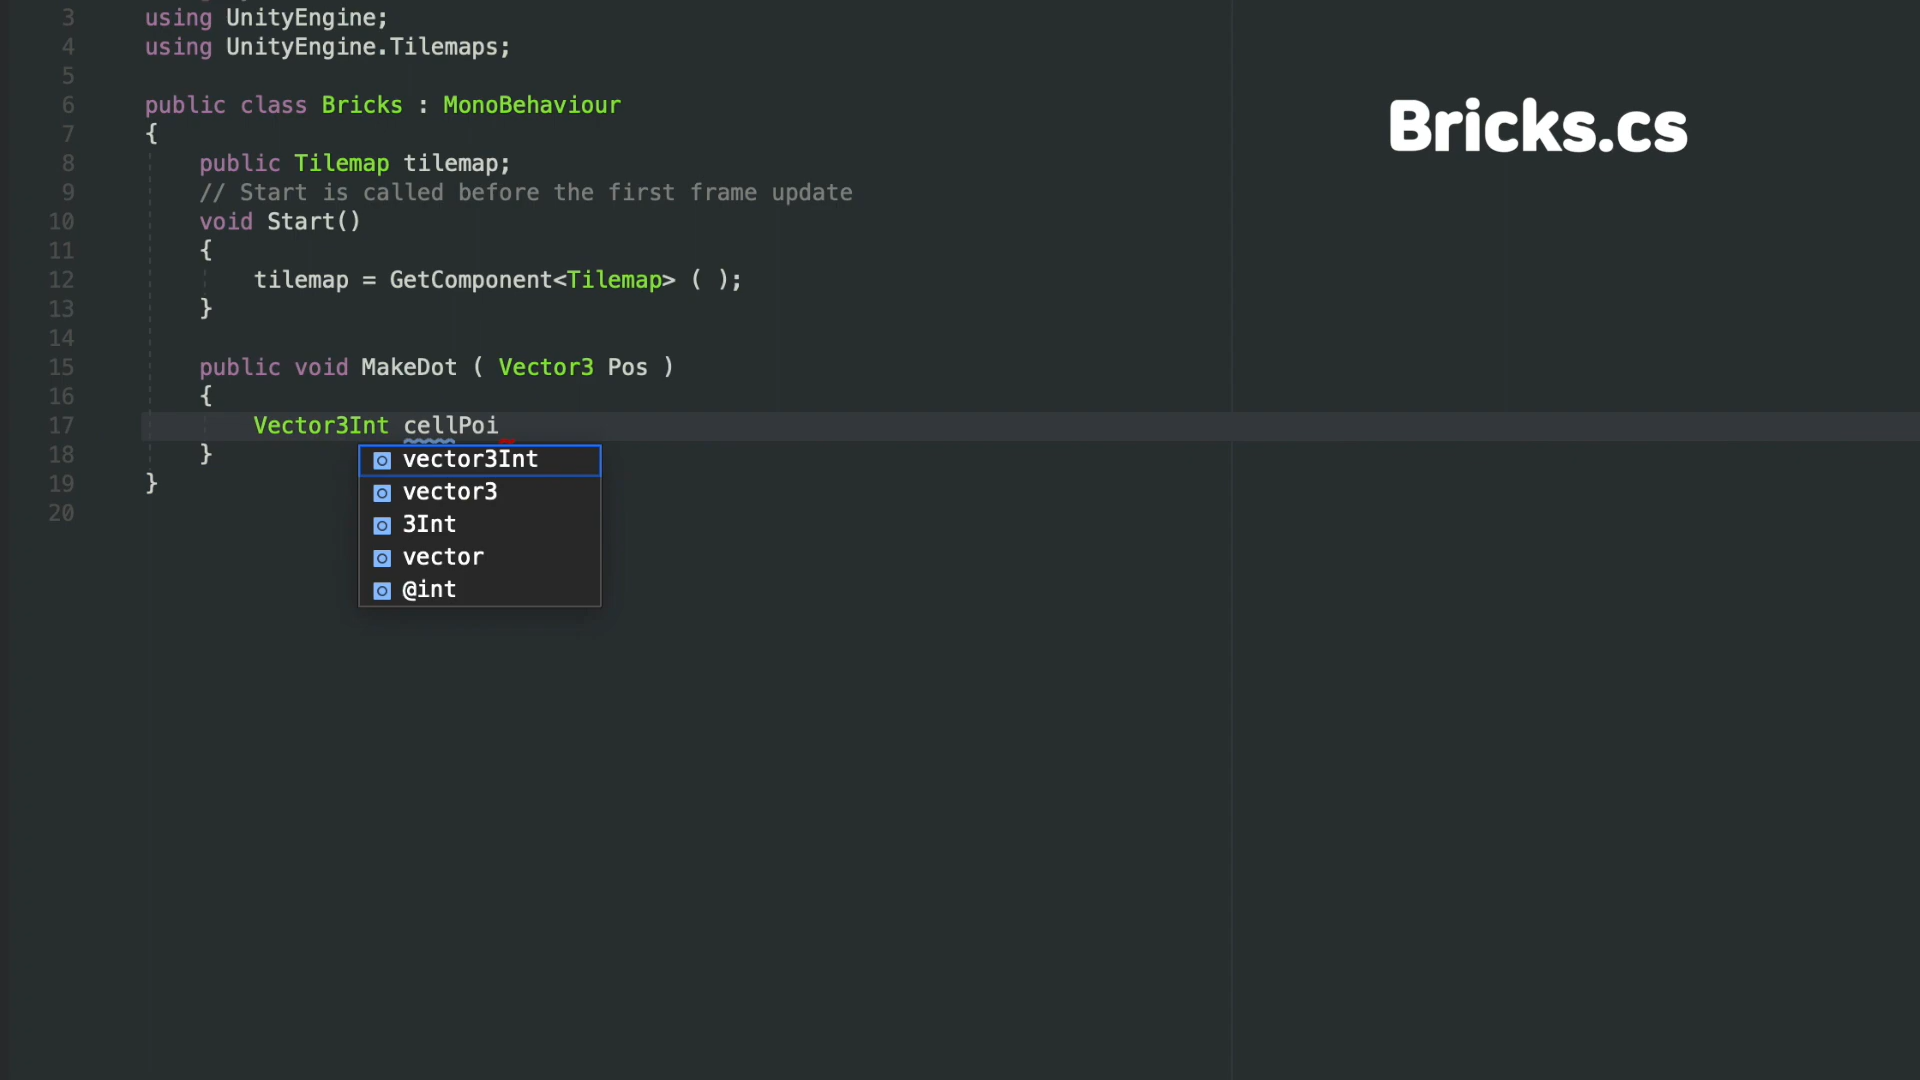 3 using UnityEngine;
4 using UnityEngine.Tilemaps;
5
6 public class Bricks : MonoBehaviour
Bricks.cs
7 {
8 public Tilemap tilemap;
9 // Start is called before the first frame update
10 void Start()
11 {
12 tilemap = GetComponent<Tilemap> ( );
13 }
14
15 public void MakeDot ( Vector3 Pos )
16 {
17 Vector3Int cellPoi
18 }
19 }
20
vector3Int
vector3
3Int
vector
@int